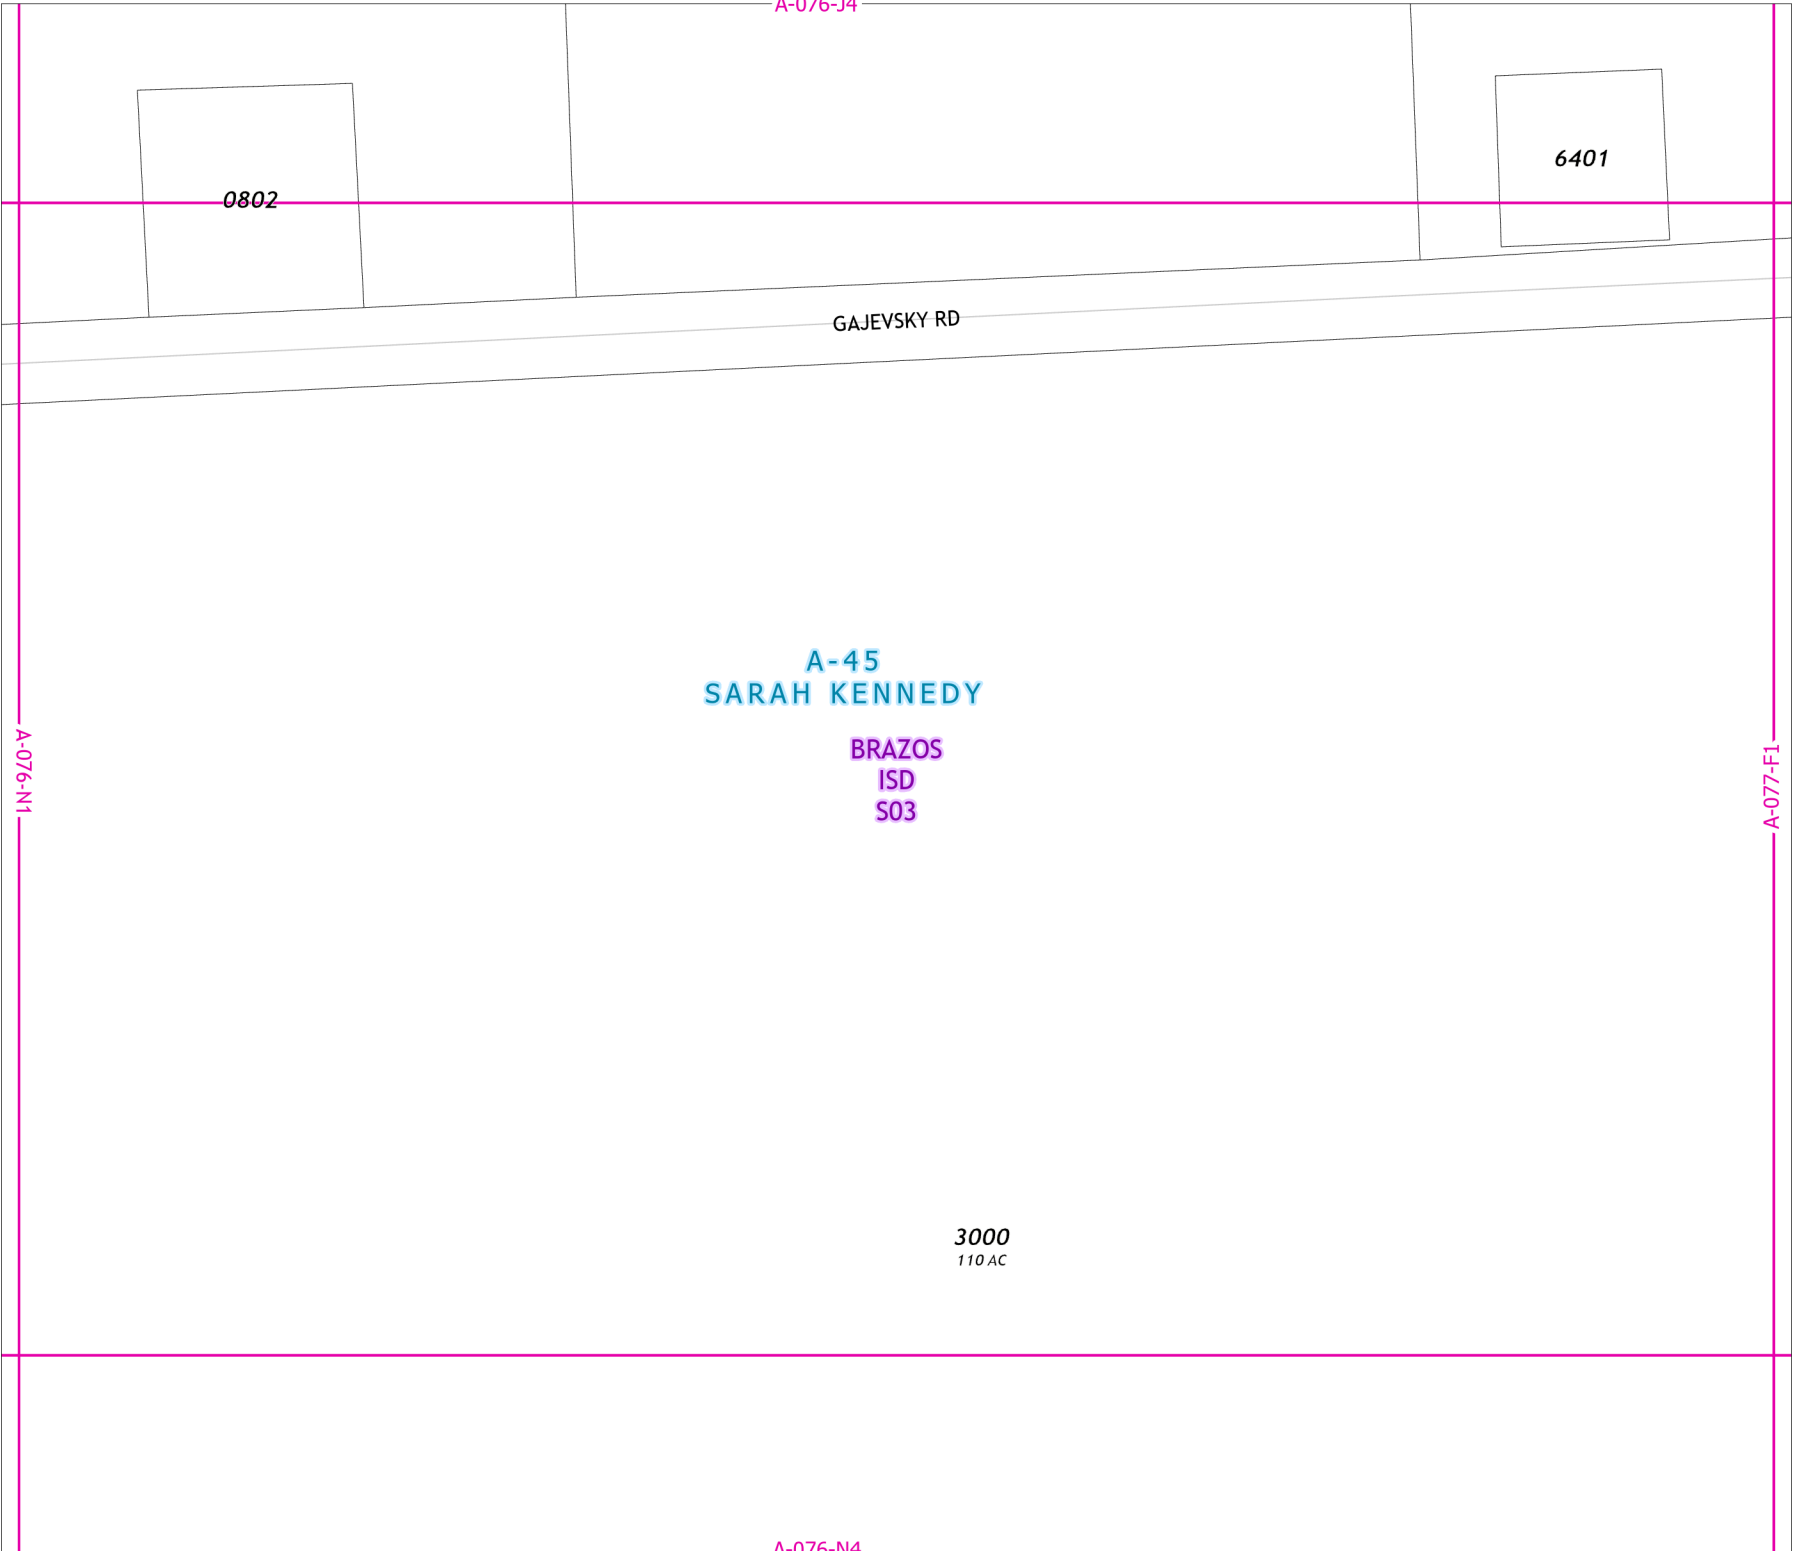 A-076-J4
6401
0802
GAJEVSKY RD
A-45
SARAH KENNEDY
A-076-N1
BRAZOS
ISD
S03
A-077-F1
3000
110 AC
A-076-N4